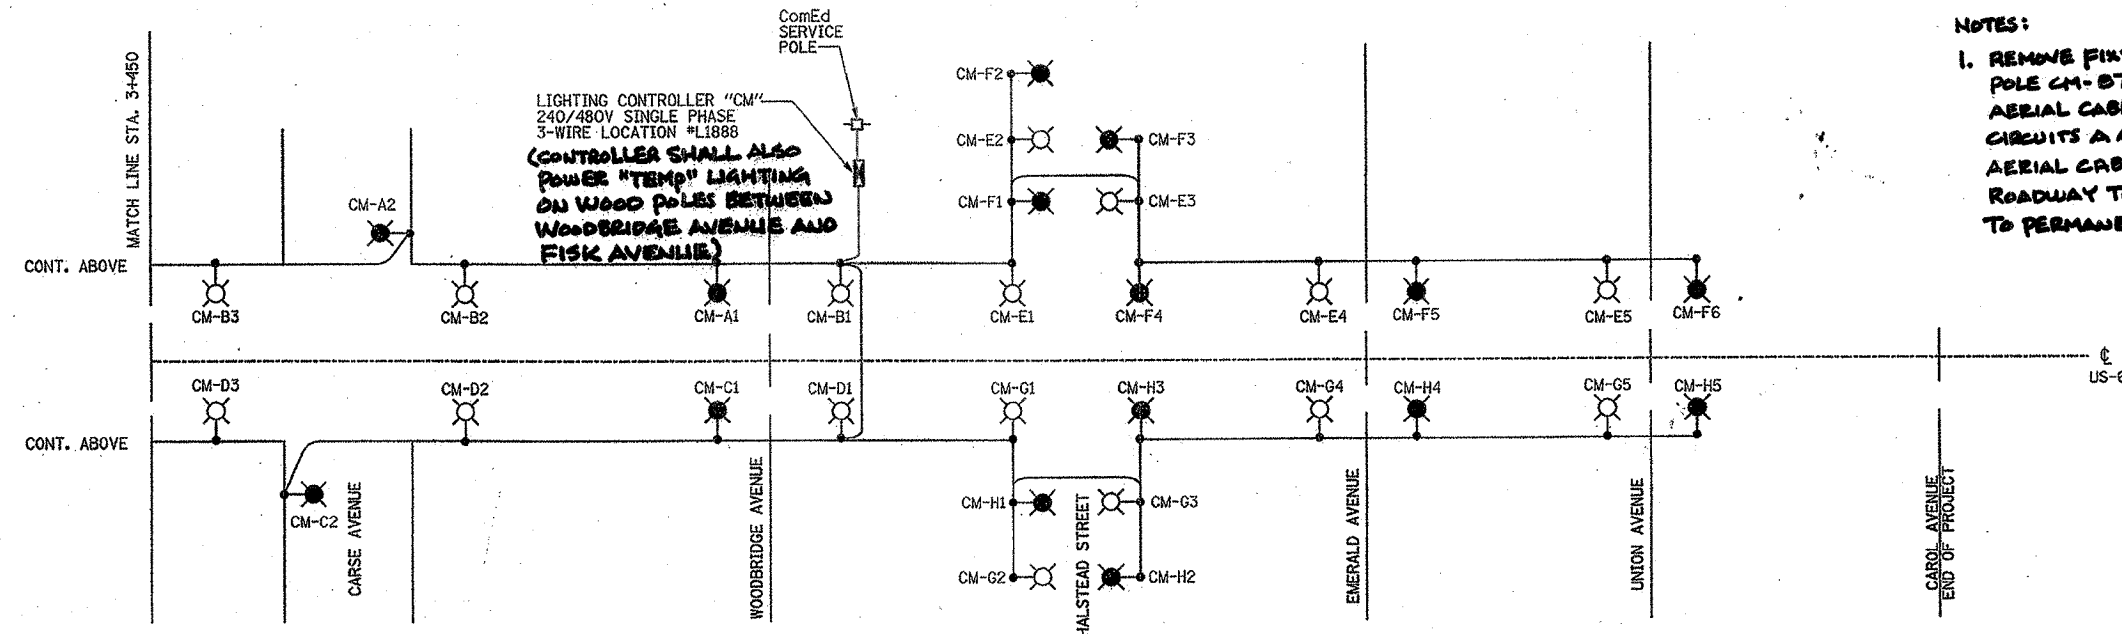 ComEd
SERVICE
POLE
NOTES:
1. REMOVE
POLE CM-
AERIAL
CIRCUITS A
AERIAL
ROADWAY
TO
MATCH LINE STA. 3+450
LIGHTING CONTROLLER "CM"
240/480V SINGLE PHASE
3-WIRE LOCATION #L1888
(CONTROLLER SHALL ALSO
POWER "TEMP" LIGHTING
ON WOOD POLES BETWEEN
WOODBRIDGE AVENUE AND
FISK AVENUE)
CM-F2
CM-E2
CM-F3
CM-A2
CM-F1
CM-E3
CONT. ABOVE
CM-B3
CM-B2
CM-A1
CM-B1
CM-E1
CM-F4
CM-E4
CM-F5
CM-E5
CM-F6
℄
CM-D3
CM-D2
CM-C1
CM-D1
CM-G1
CM-H3
CM-G4
CM-H4
CM-G5
CM-H5
CONT. ABOVE
CM-C2
CM-H1
CM-G3
CM-G2
CM-H2
CARSE AVENUE
WOODBRIDGE AVENUE
HALSTEAD STREET
EMERALD AVENUE
UNION AVENUE
CAROL AVENUE
END OF PROJECT